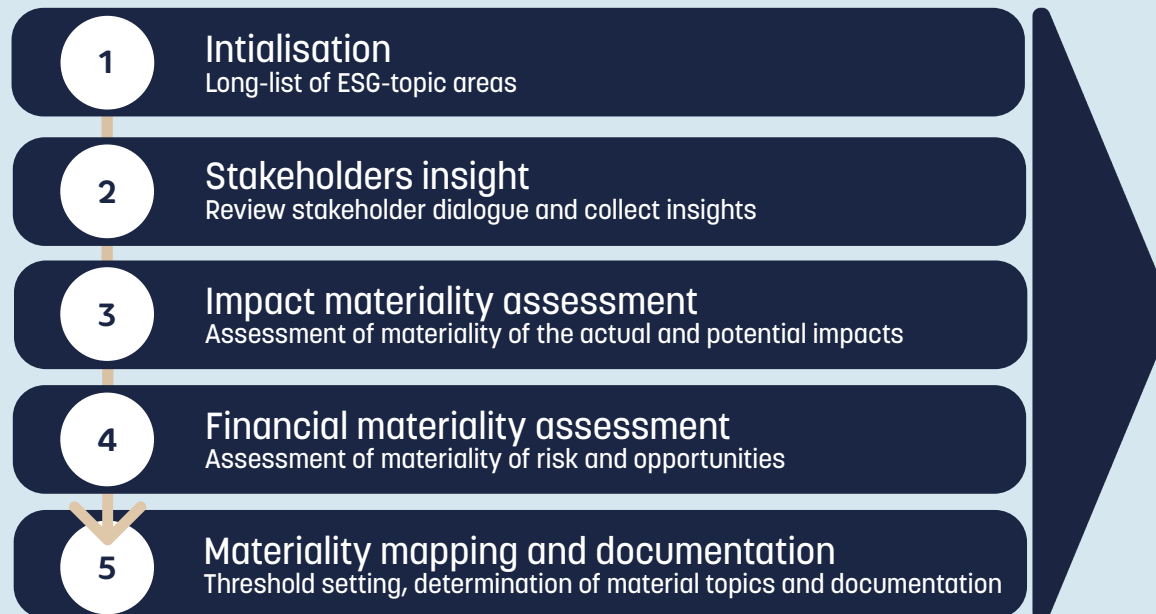 1
Intialisation
Long-list of ESG-topic areas
2
Stakeholders insight
Review stakeholder dialogue and collect insights
3
Impact materiality assessment
Assessment of materiality of the actual and potential impacts
4
Financial materiality assessment
Assessment of materiality of risk and opportunities
5
Materiality mapping and documentation
Threshold setting, determination of material topics and documentation